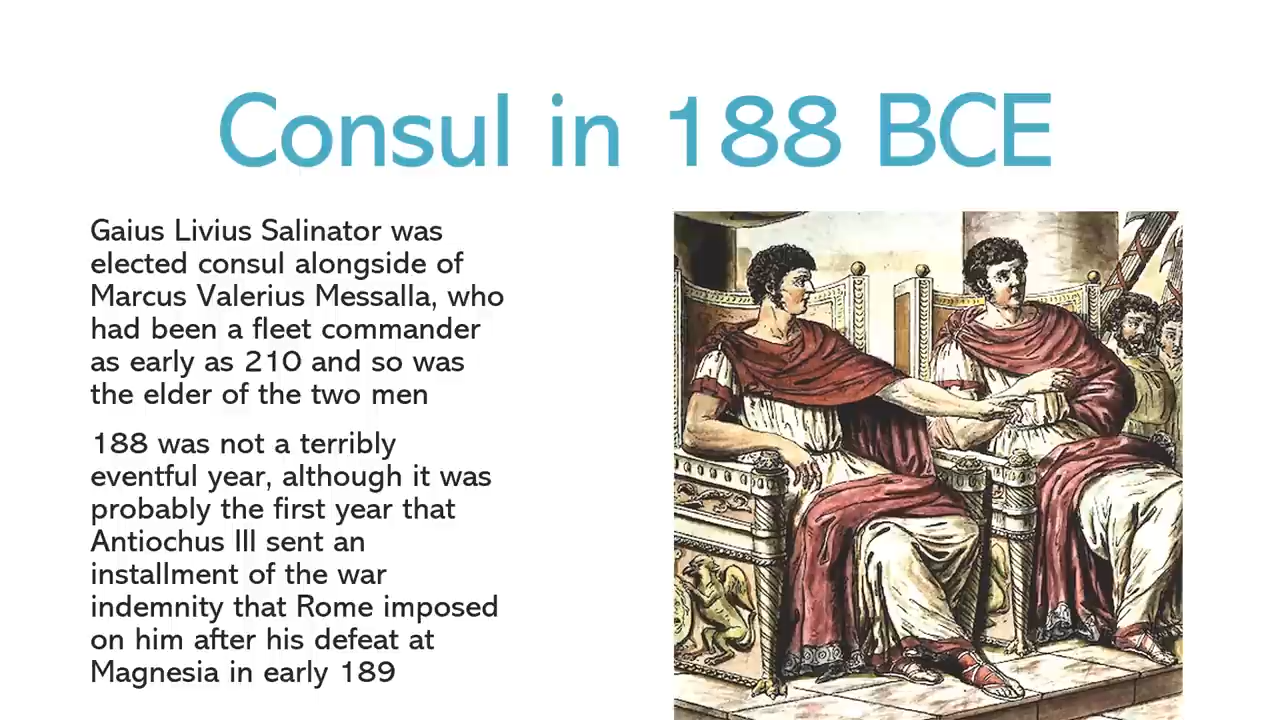 Consul in 188 BCE
Gaius Livius Salinator was
elected consul alongside of
Marcus Valerius Messalla, who
had been a fleet commander
as early as 210 and so was
the elder of the two men
188 was not a terribly
eventful year, although it was
probably the first year that
Antiochus III sent an
installment of the war
indemnity that Rome imposed
on him after his defeat at
Magnesia in early 189